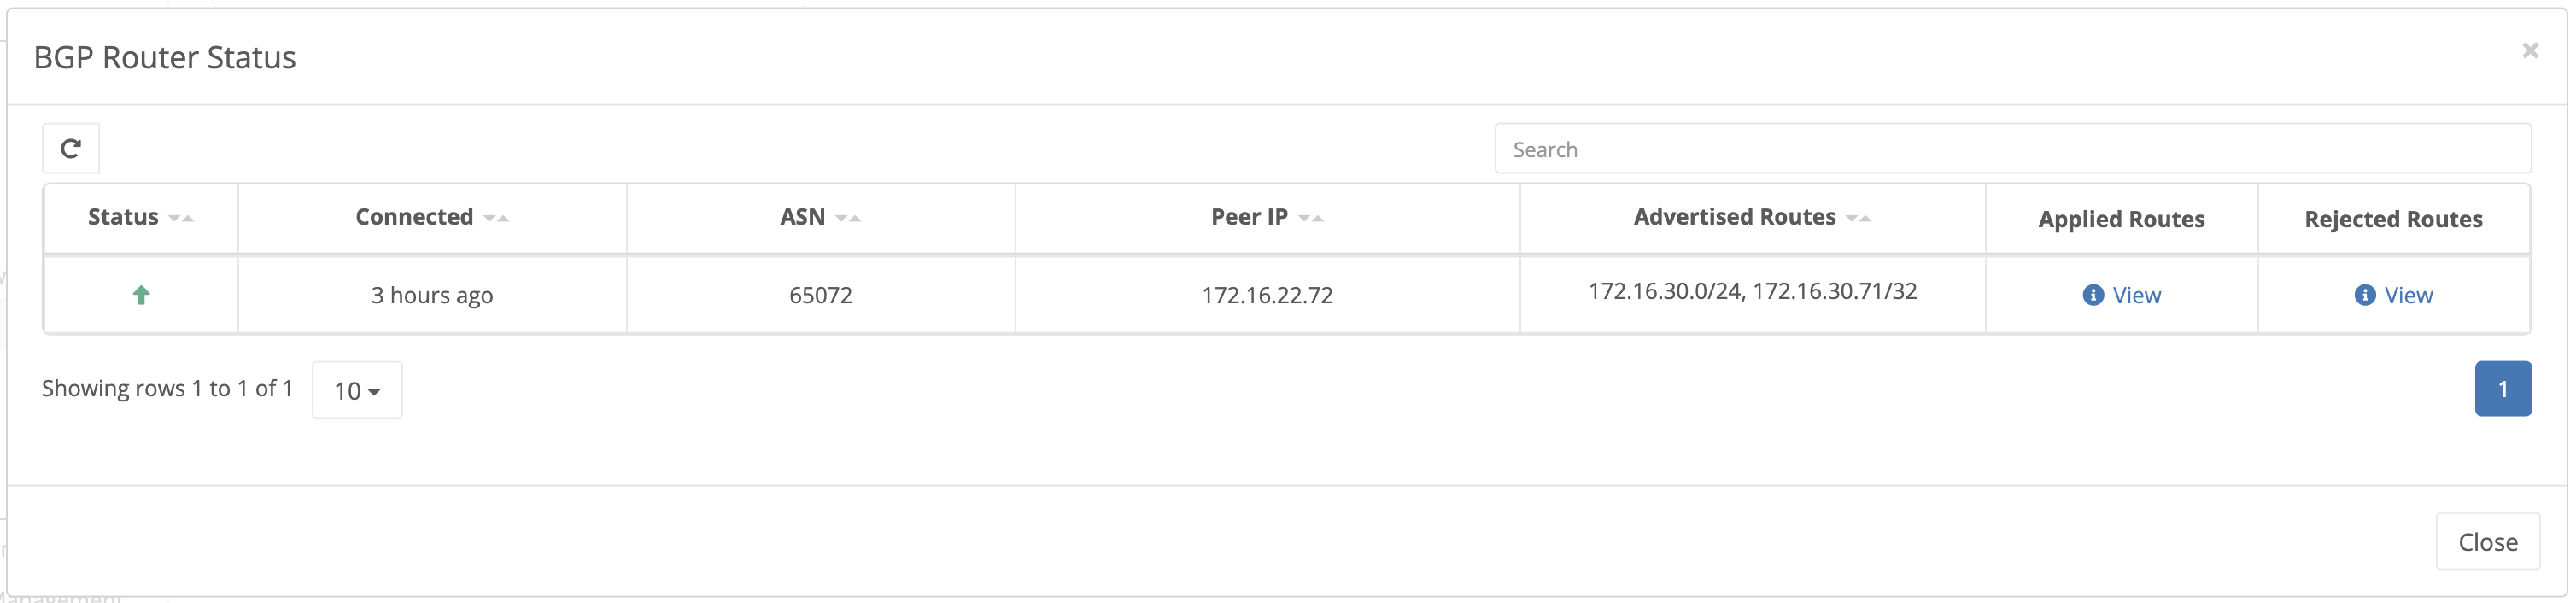 BGP Router Status
×
Search
Status Connected ASN Peer IP Advertised Routes Applied Routes Rejected Routes
3 hours ago 65072 172.16.22.72 172.16.30.0/24, 172.16.30.71/32 View View
Showing rows 1 to 1 of 1 10 1
Close